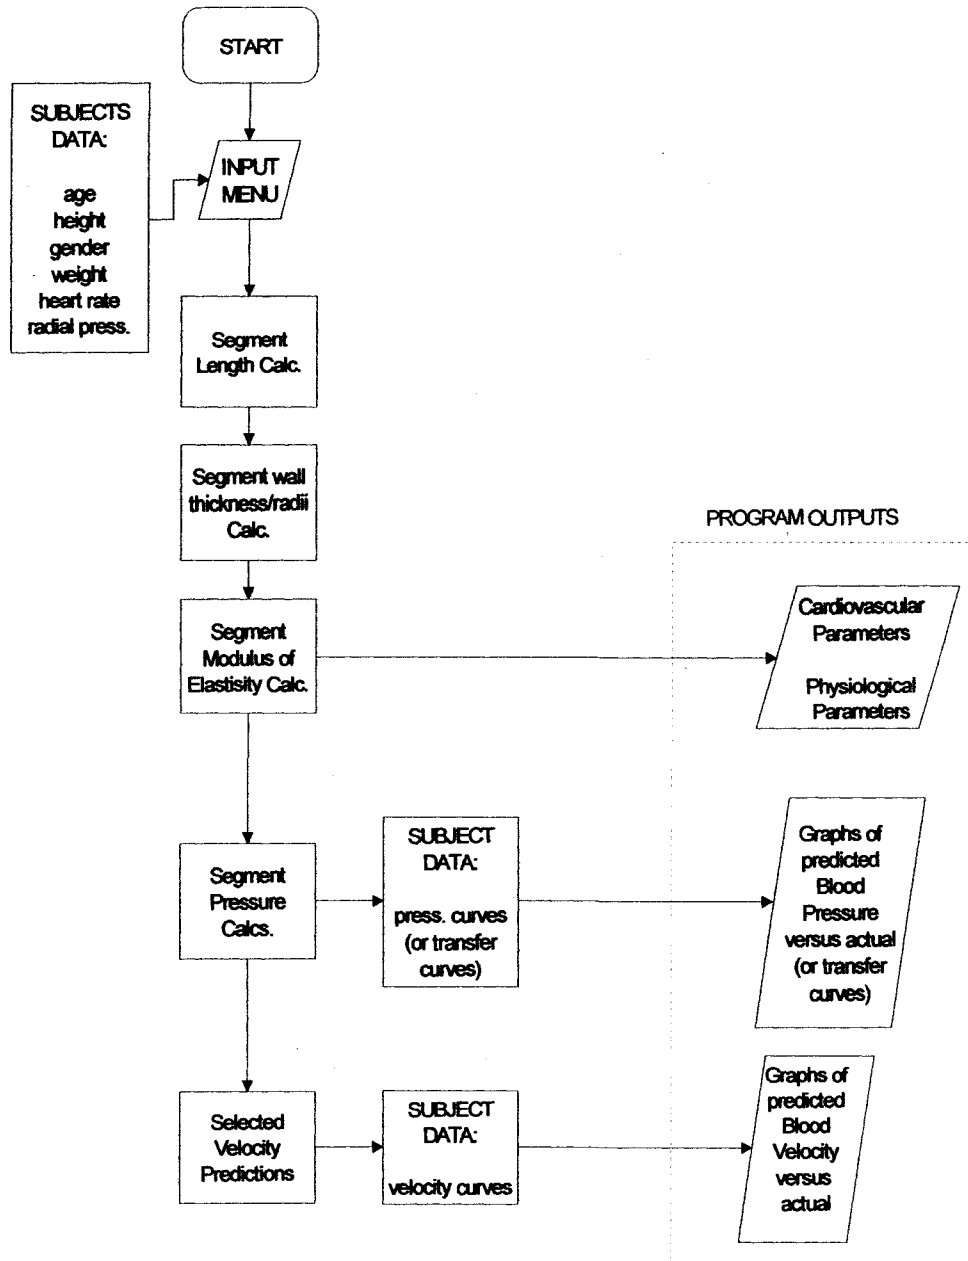 START
SUBJECTS
DATA:
age
height
gender
weight
heart rate
radial press.
INPUT
MENU
Segment
Length Calc.
Segment wall
thickness/radii
Calc.
PROGRAM OUTPUTS
Segment
Modulus of
Elastisity Calc.
Cardiovascular
Parameters
Physiological
Parameters
Segment
Pressure
Calcs.
SUBJECT
DATA:
press. curves
(or transfer
curves)
Graphs of
predicted
Blood
Pressure
versus actual
(or transfer
curves)
Selected
Velocity
Predictions
SUBJECT
DATA:
velocity curves
Graphs of
predicted
Blood
Velocity
versus
actual